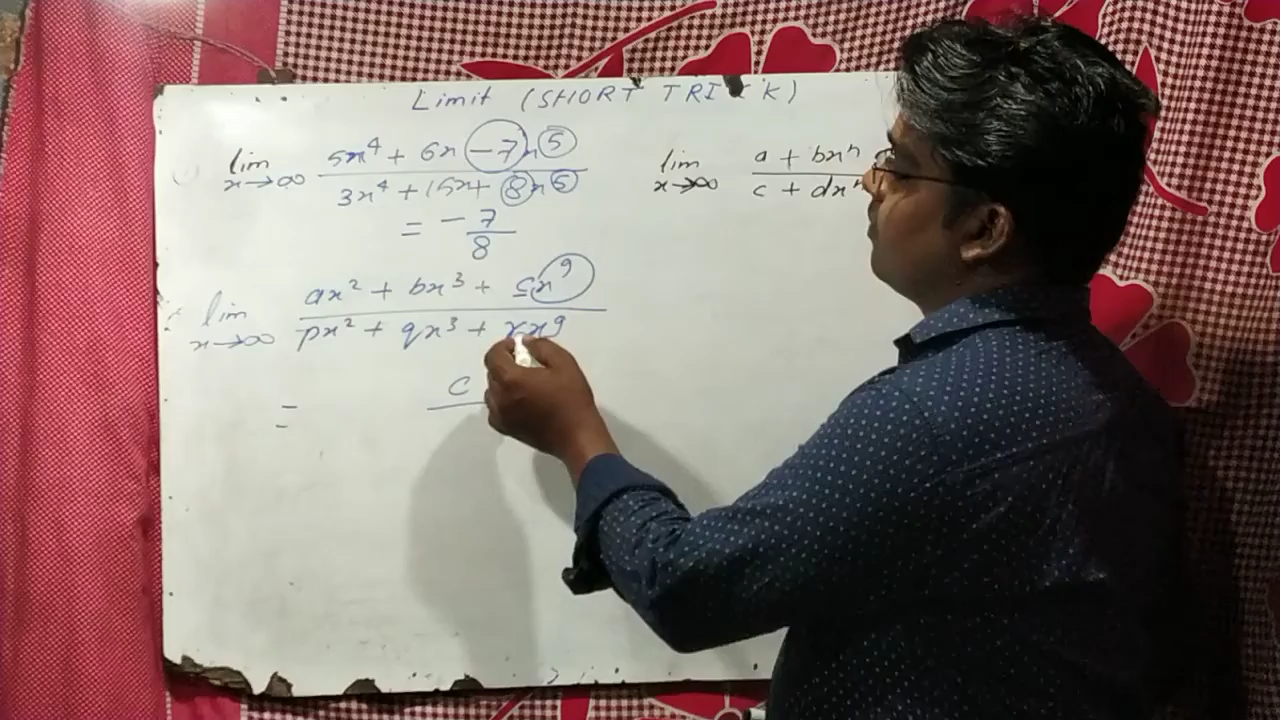 Limit (SHORT TRICK)
lim x→∞ 5x⁴ + 6x - 7x⁵ / 3x⁴ + 15x + 8x⁵
= - 7/8
lim x→∞ ax² + bx³ + 5x⁹ / px² + qx³ + rx⁹
= c
lim x→∞ a + bxⁿ / c + dxⁿ